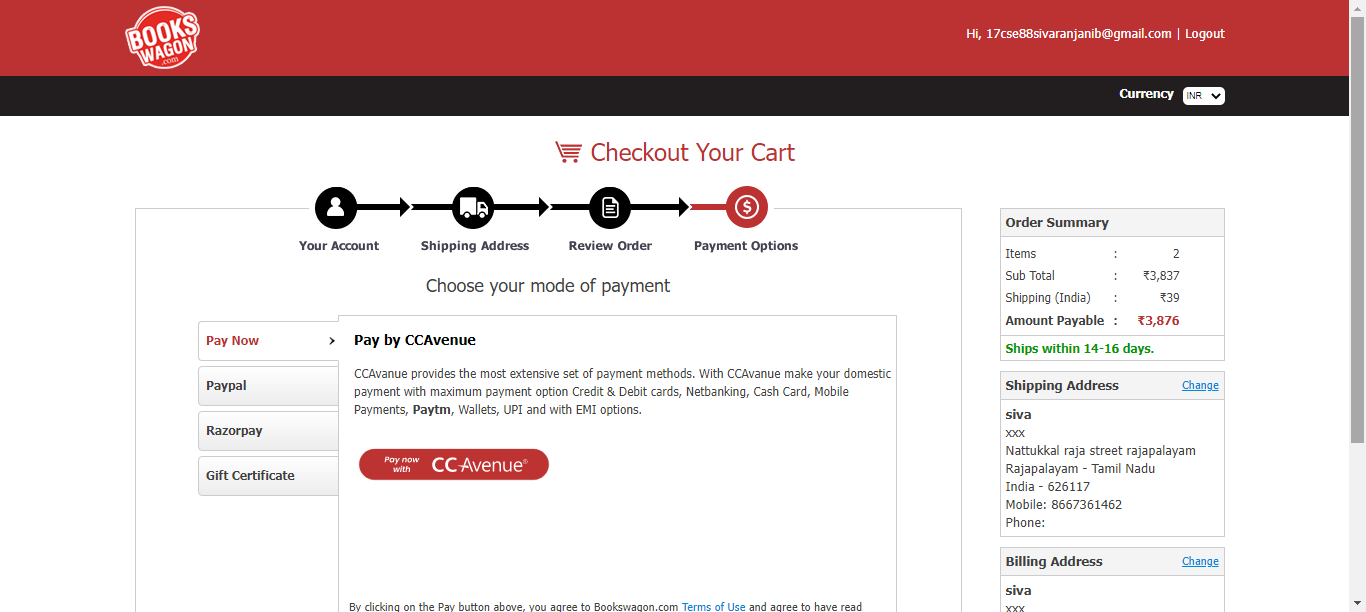 BOOKS
WAGON
.com
Hi, 17cse88sivaranjanib@gmail.com | Logout
Currency INR
Checkout Your Cart
Your Account
Shipping Address
Review Order
Payment Options
Choose your mode of payment
Pay Now
Paypal
Razorpay
Gift Certificate
Pay by CCAvenue
CCAvanue provides the most extensive set of payment methods. With CCAvanue make your domestic
payment with maximum payment option Credit & Debit cards, Netbanking, Cash Card, Mobile
Payments, Paytm, Wallets, UPI and with EMI options.
Pay now
with
CCAvenue®
By clicking on the Pay button above, you agree to Bookswagon.com Terms of Use and agree to have read
Order Summary
Items : 2
Sub Total : ₹3,837
Shipping (India) : ₹39
Amount Payable : ₹3,876
Ships within 14-16 days.
Shipping Address Change
siva
xxx
Nattukkal raja street rajapalayam
Rajapalayam - Tamil Nadu
India - 626117
Mobile: 8667361462
Phone:
Billing Address Change
siva
xxx